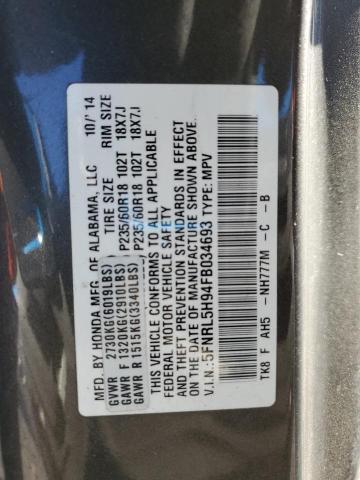 MFD. BY HONDA MFG. OF ALABAMA, LLC 10/ 14
TIRE SIZE RIM SIZE
GVWR 2730KG(6019LBS)
GAWR F 1320KG(2910LBS) P235/60R18 102T 18X7J
GAWR R 1515KG(3340LBS) P235/60R18 102T 18X7J
THIS VEHICLE CONFORMS TO ALL APPLICABLE
FEDERAL MOTOR VEHICLE SAFETY
AND THEFT PREVENTION STANDARDS IN EFFECT
ON THE DATE OF MANUFACTURE SHOWN ABOVE.
V.I.N.: 5FNRL5H94FB034693 TYPE: MPV
TK8 F AH5 -NH777M -C -B